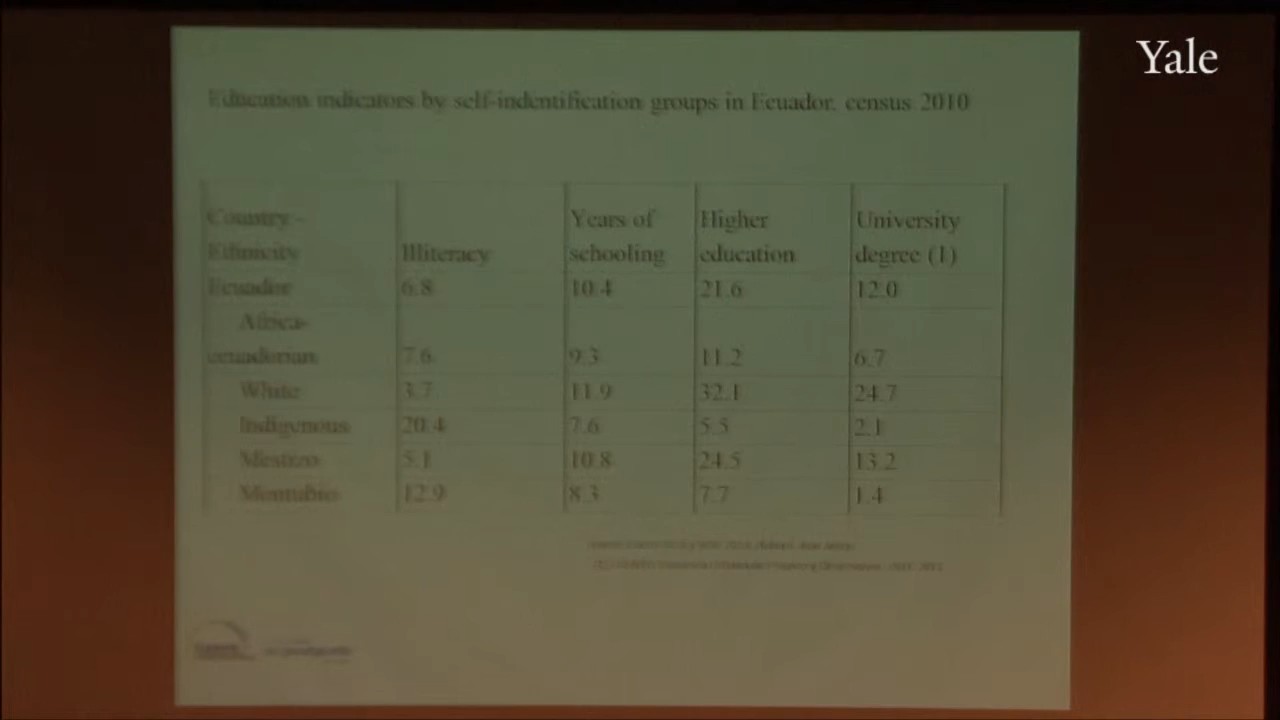 Yale
Education indicators by self-indentification groups in Ecuador, census 2010
Country - Ethnicity Illiteracy Years of schooling Higher education University degree (1)
Ecuador 6.8 10.4 21.6 12.0
Africa-ecuadorian 7.6 9.3 11.2 6.7
White 3.7 11.9 32.1 24.7
Indigenous 20.4 7.6 5.5 2.1
Mestizo 5.1 10.8 24.5 13.2
Montubio 12.9 8.3 7.7 1.4